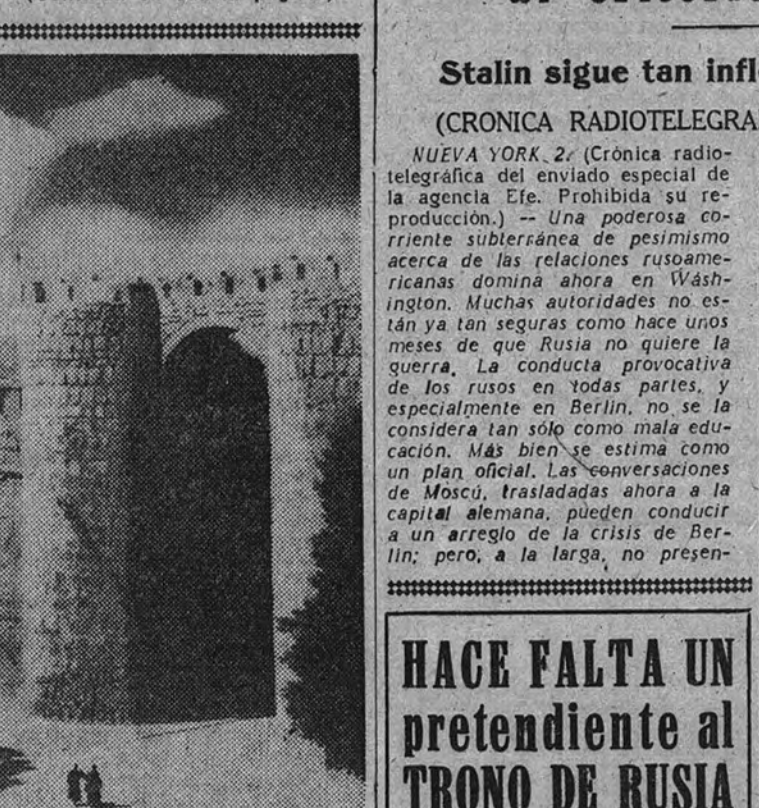 Stalin sigue tan infl
(CRONICA RADIOTELEGRA
NUEVA YORK, 2. (Crónica radio-
telegráfica del enviado especial de
la agencia Efe. Prohibida su re-
producción.) -- Una poderosa co-
rriente subterránea de pesimismo
acerca de las relaciones rusoame-
ricanas domina ahora en Wásh-
ington. Muchas autoridades no es-
tán ya tan seguras como hace unos
meses de que Rusia no quiere la
guerra. La conducta provocativa
de los rusos en todas partes, y
especialmente en Berlín, no se la
considera tan sólo como mala edu-
cación. Más bien se estima como
un plan oficial. Las conversaciones
de Moscú, trasladadas ahora a la
capital alemana, pueden conducir
a un arreglo de la crisis de Ber-
lín; pero, a la larga, no presen-
HACE FALTA UN
pretendiente al
TRONO DE RUSIA